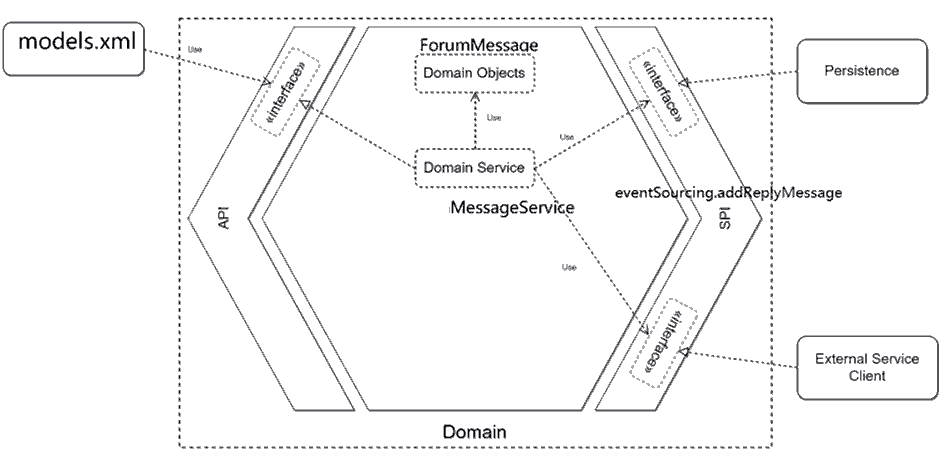 models.xml
Use
«interface»
ForumMessage
Domain Objects
Use
«interface»
Persistence
Use
Domain Service
MessageService
eventSourcing.addReplyMessage
API
SPI
Use
«interface»
External Service
Client
Domain